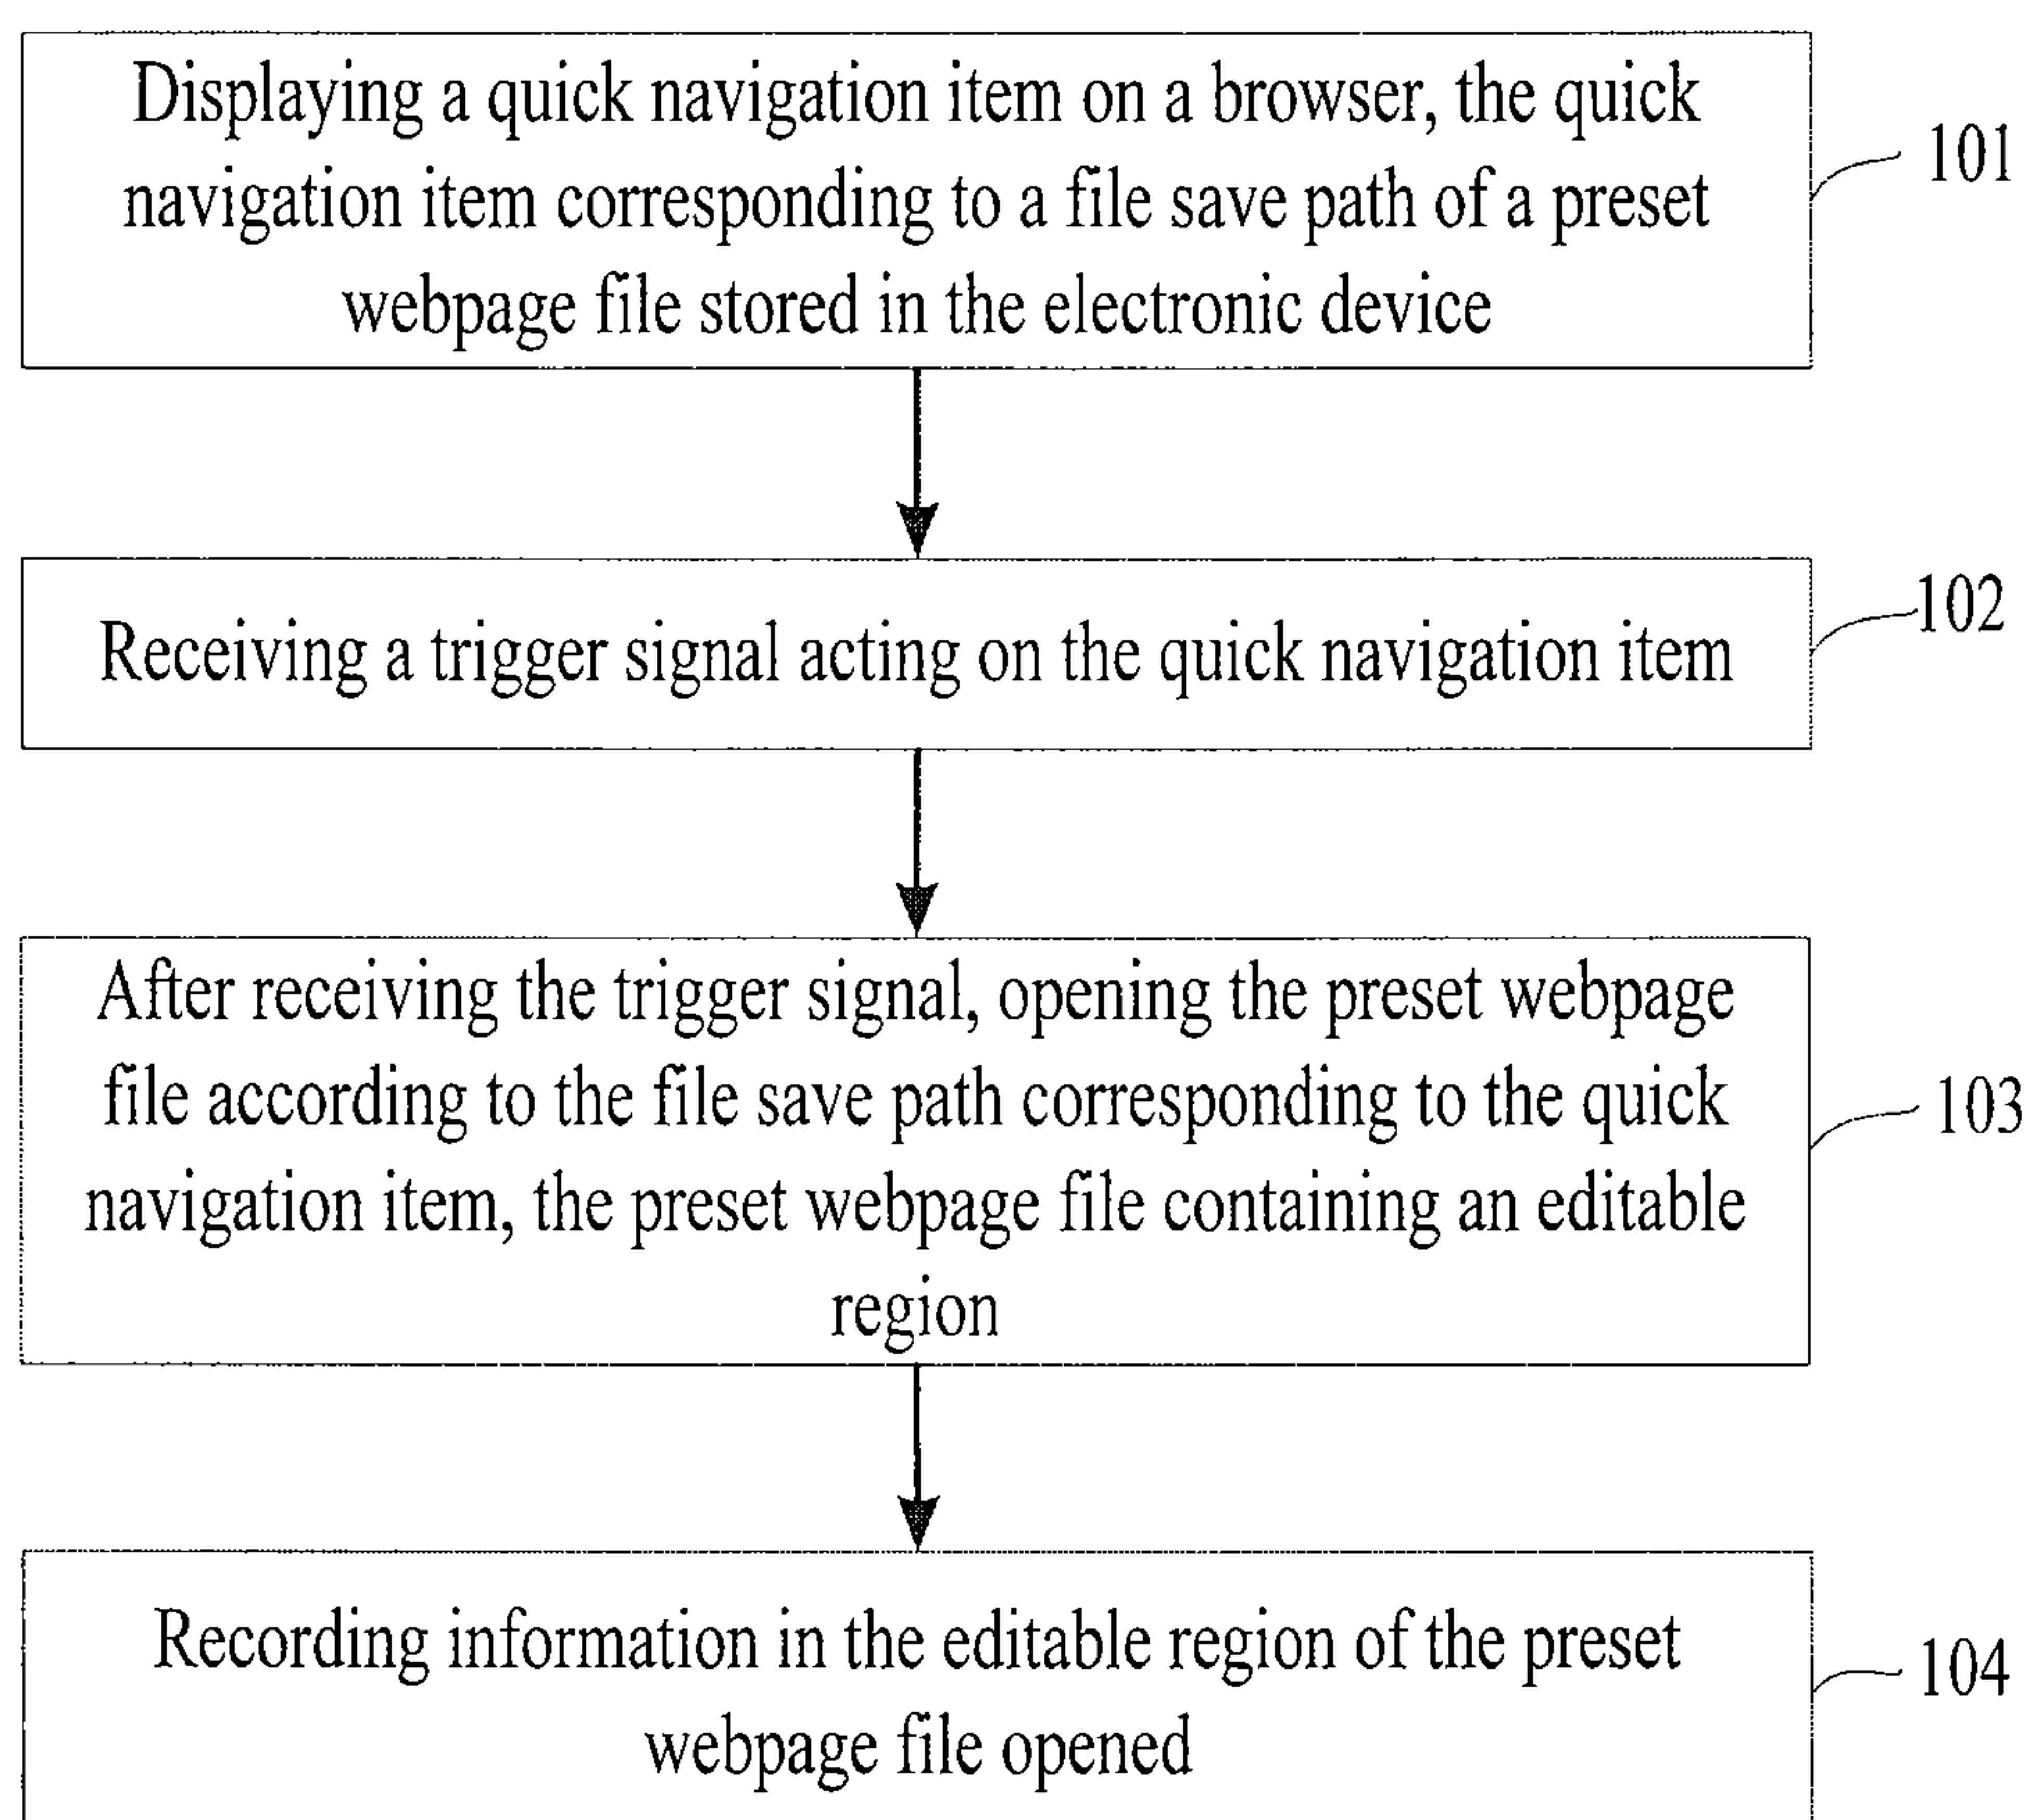 Displaying a quick navigation item on a browser, the quick
navigation item corresponding to a file save path of a preset
webpage file stored in the electronic device
101
Receiving a trigger signal acting on the quick navigation item
102
After receiving the trigger signal, opening the preset webpage
file according to the file save path corresponding to the quick
navigation item, the preset webpage file containing an editable
region
103
Recording information in the editable region of the preset
webpage file opened
104